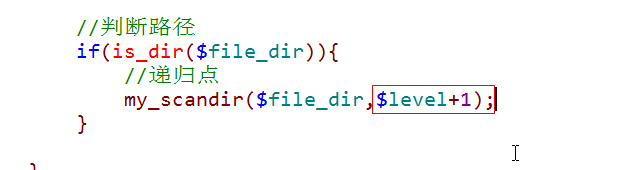 //判断路径
if(is_dir($file_dir)){
//递归点
my_scandir($file_dir,$level+1);
}
}